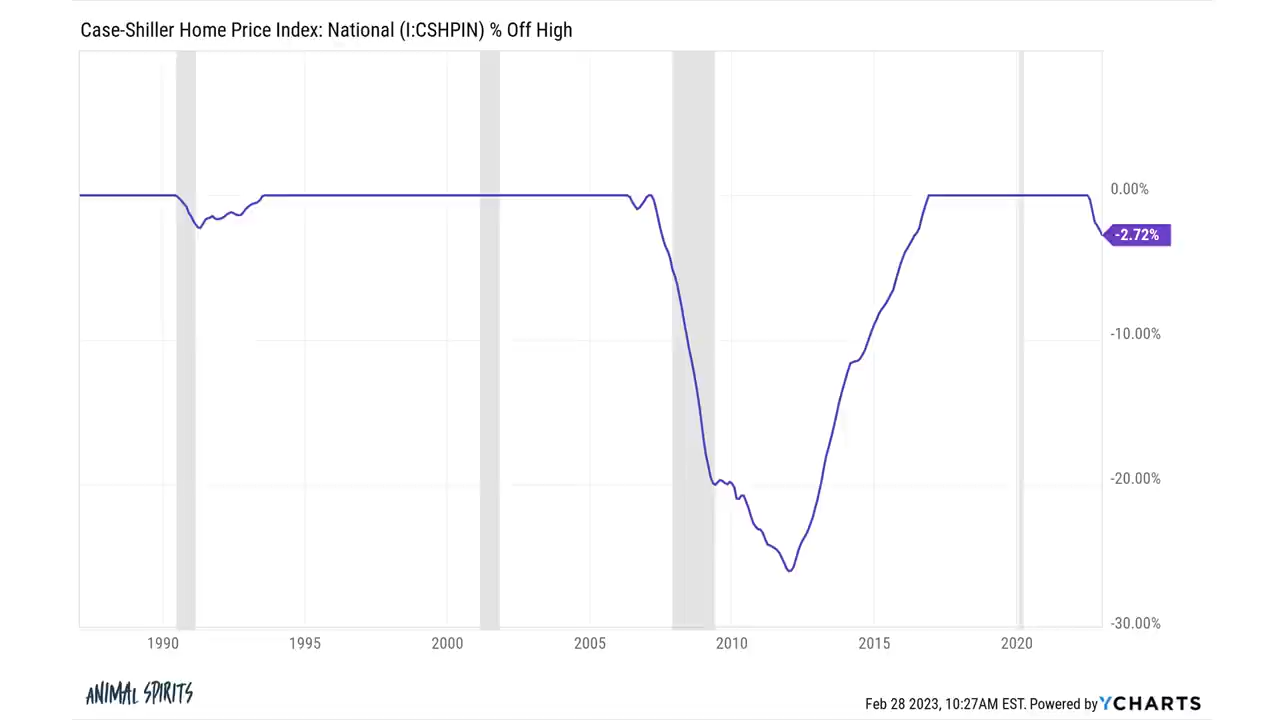 Case-Shiller Home Price Index: National (I:CSHPIN) % Off High
0.00%
-2.72%
-10.00%
-20.00%
-30.00%
1990 1995 2000 2005 2010 2015 2020
ANIMAL SPIRITS
Feb 28 2023, 10:27AM EST. Powered by YCHARTS